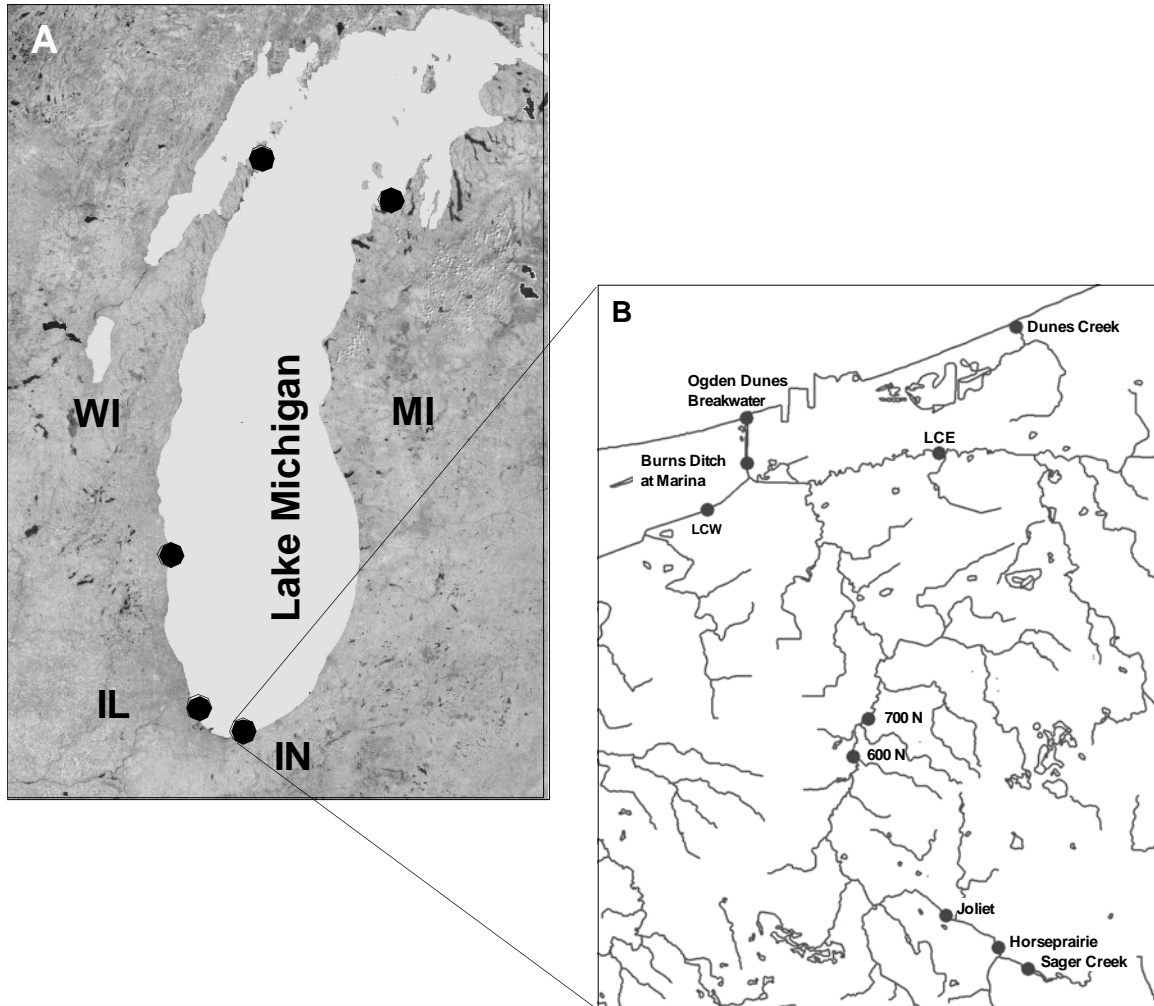 A
WI
MI
Lake Michigan
IL
IN
B
Dunes Creek
Ogden Dunes
Breakwater
LCE
Burns Ditch
at Marina
LCW
700 N
600 N
Joliet
Horseprairie
Sager Creek